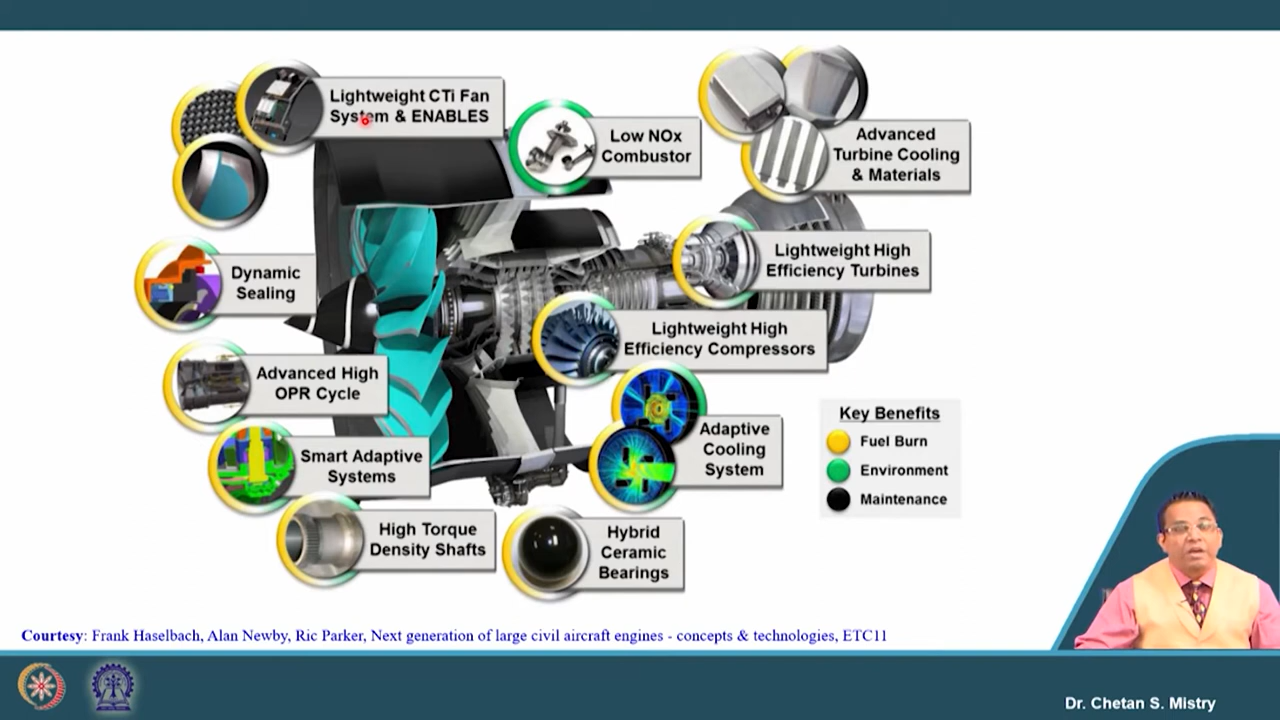 Lightweight CTi Fan
System & ENABLES
Low NOx
Combustor
Advanced
Turbine Cooling
& Materials
Dynamic
Sealing
Lightweight High
Efficiency Turbines
Lightweight High
Efficiency Compressors
Advanced High
OPR Cycle
Smart Adaptive
Systems
Adaptive
Cooling
System
Key Benefits
Fuel Burn
Environment
Maintenance
High Torque
Density Shafts
Hybrid
Ceramic
Bearings
Courtesy: Frank Haselbach, Alan Newby, Ric Parker, Next generation of large civil aircraft engines - concepts & technologies, ETC11
Dr. Chetan S. Mistry